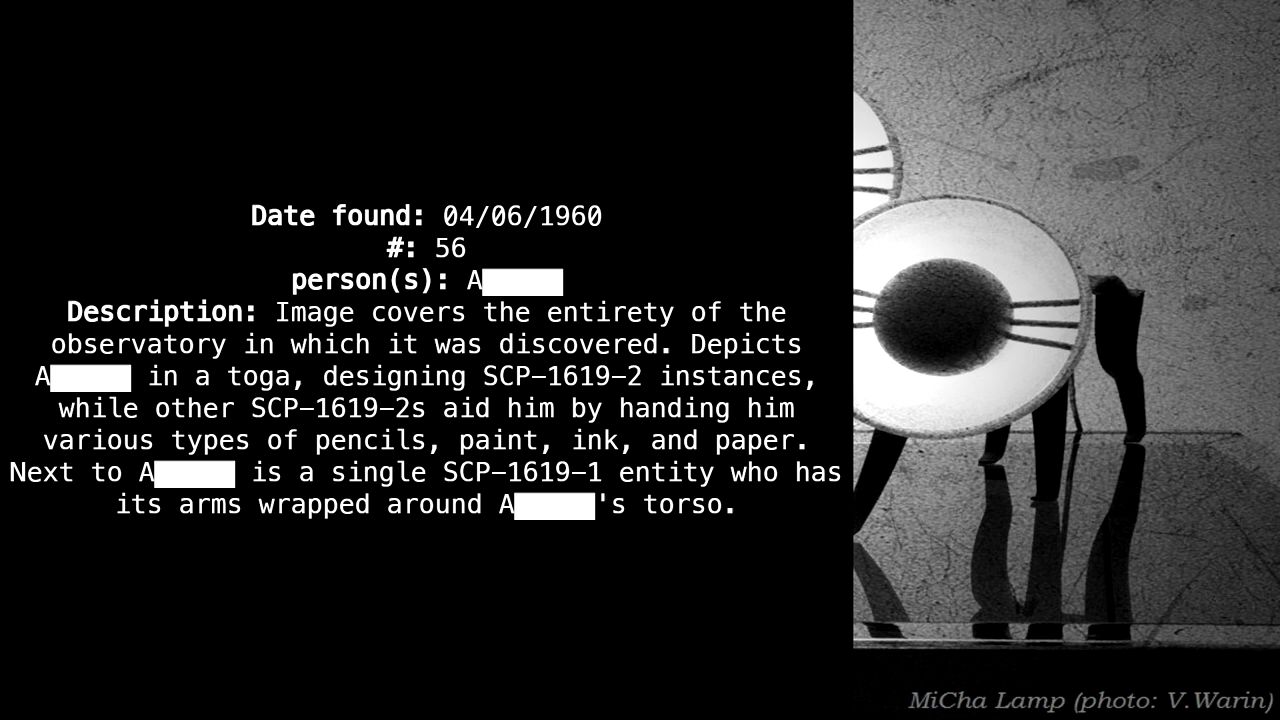 Date found: 04/06/1960
#: 56
person(s): A
Description: Image covers the entirety of the
observatory in which it was discovered. Depicts
A in a toga, designing SCP-1619-2 instances,
while other SCP-1619-2s aid him by handing him
various types of pencils, paint, ink, and paper.
Next to A is a single SCP-1619-1 entity who has
its arms wrapped around A's torso.
MiCha Lamp (photo: V.Warin)